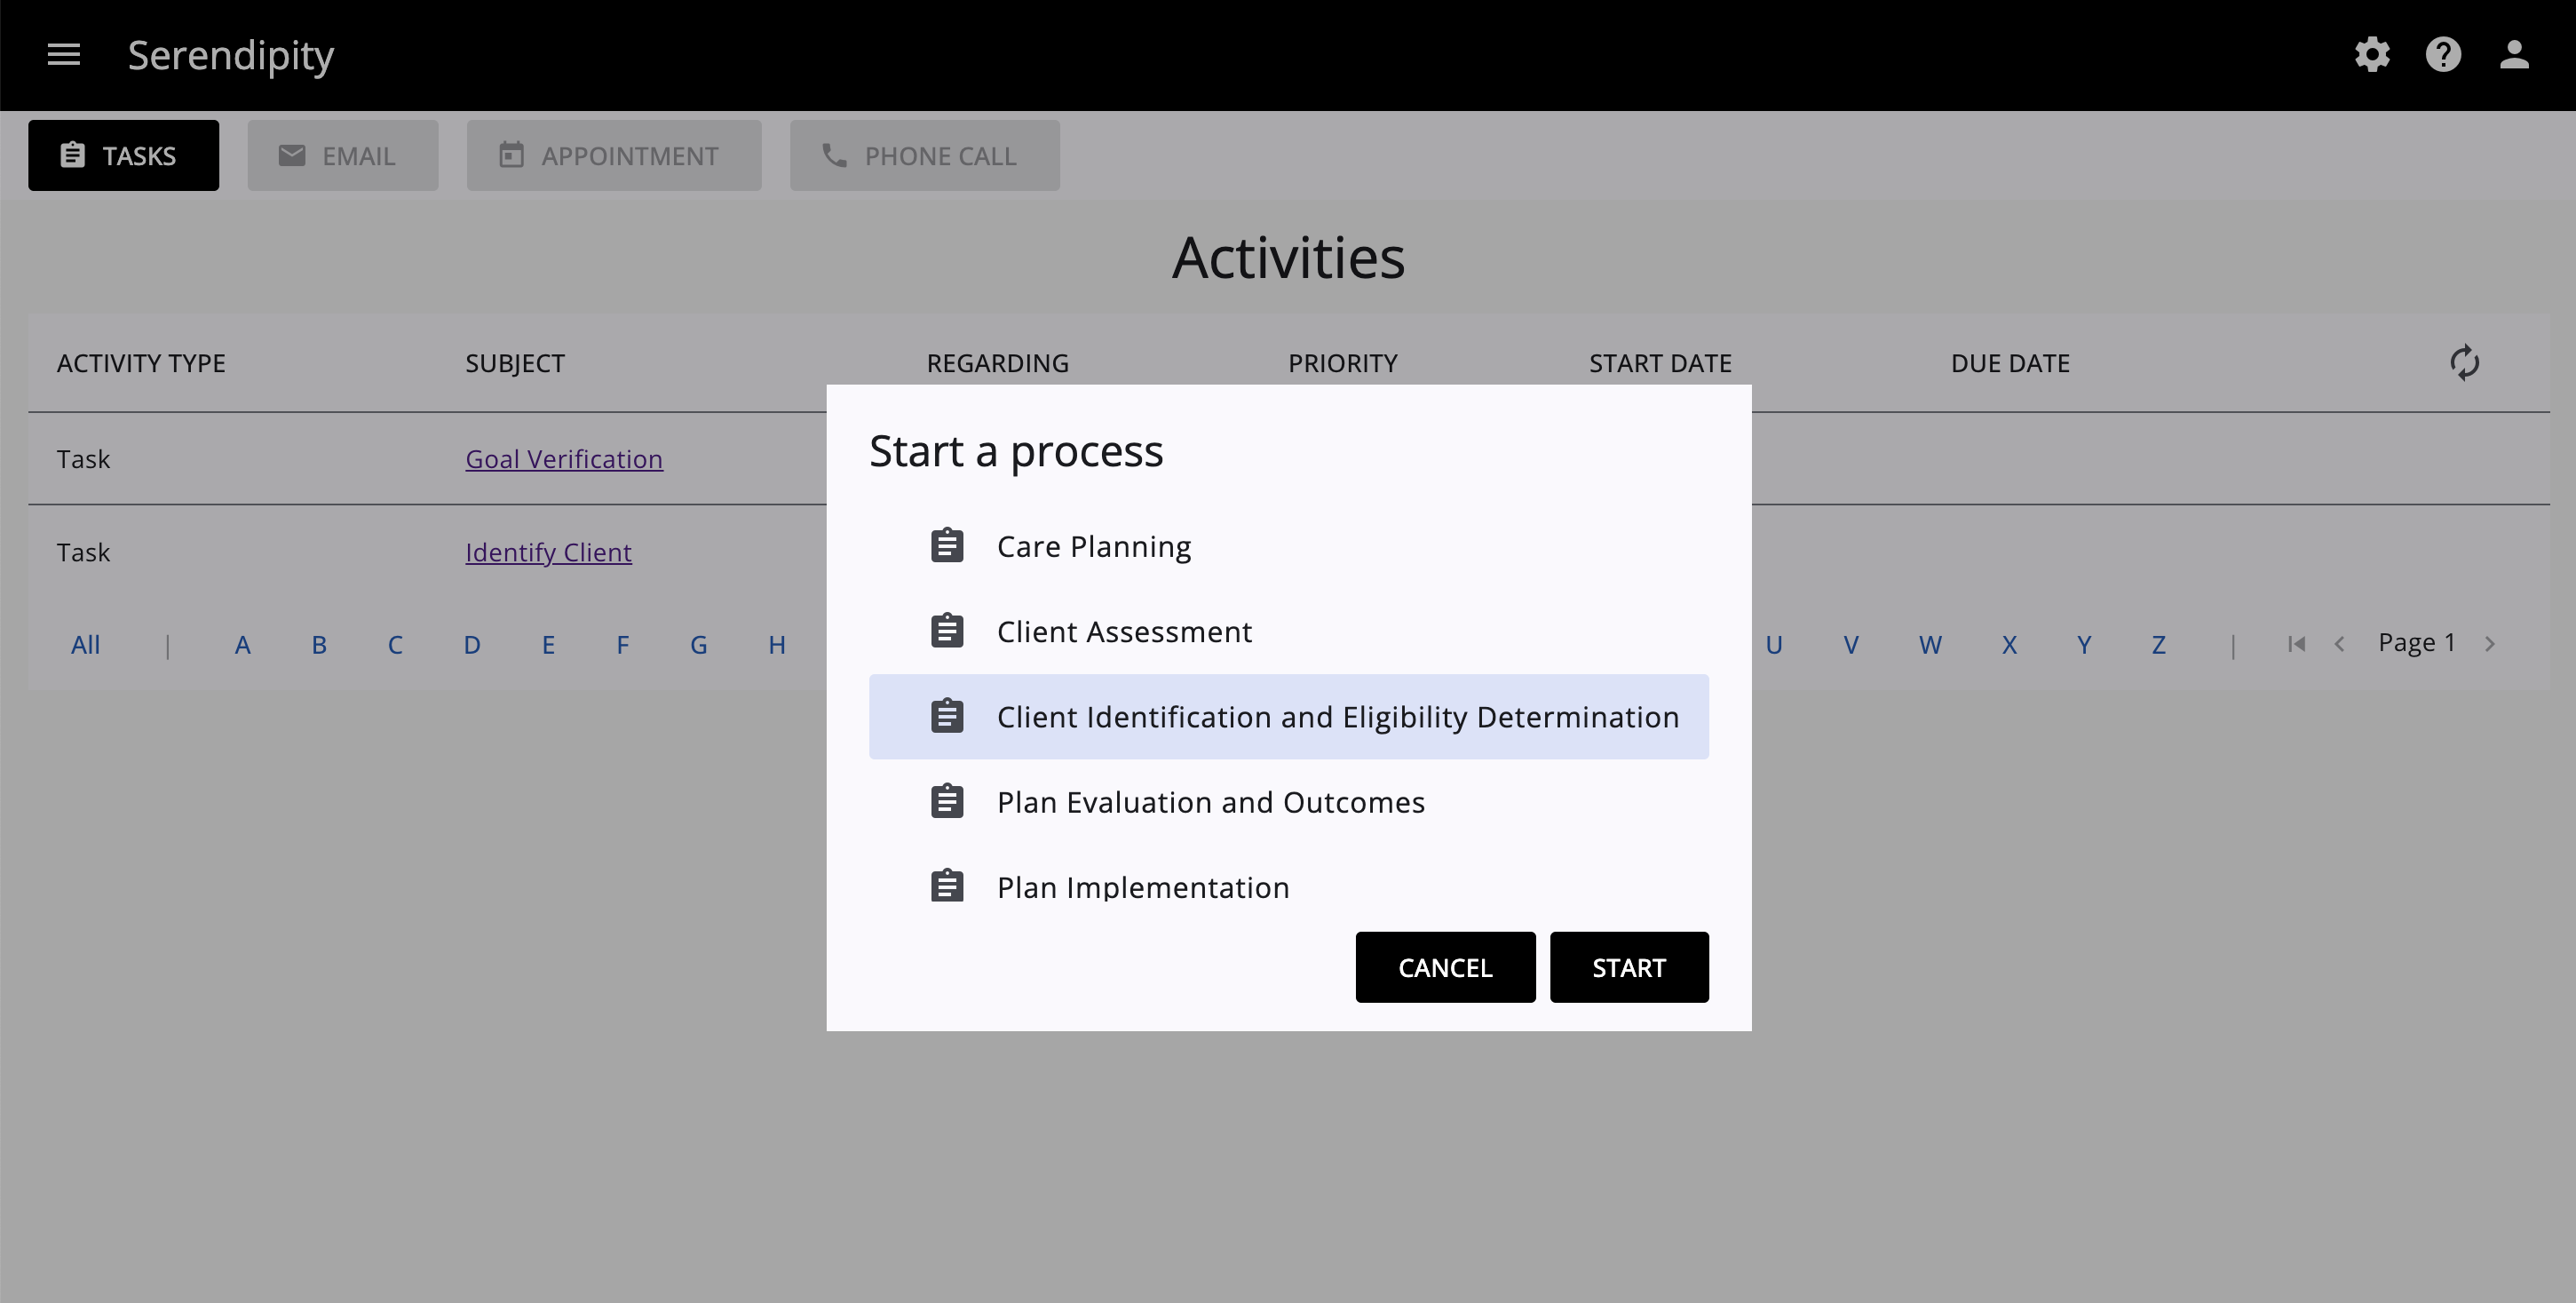 Serendipity
TASKS EMAIL APPOINTMENT PHONE CALL
Activities
ACTIVITY TYPE SUBJECT REGARDING PRIORITY START DATE DUE DATE
Task Goal Verification
Task Identify Client
All | A B C D E F G H U V W X Y Z | Page 1
Start a process
Care Planning
Client Assessment
Client Identification and Eligibility Determination
Plan Evaluation and Outcomes
Plan Implementation
CANCEL START